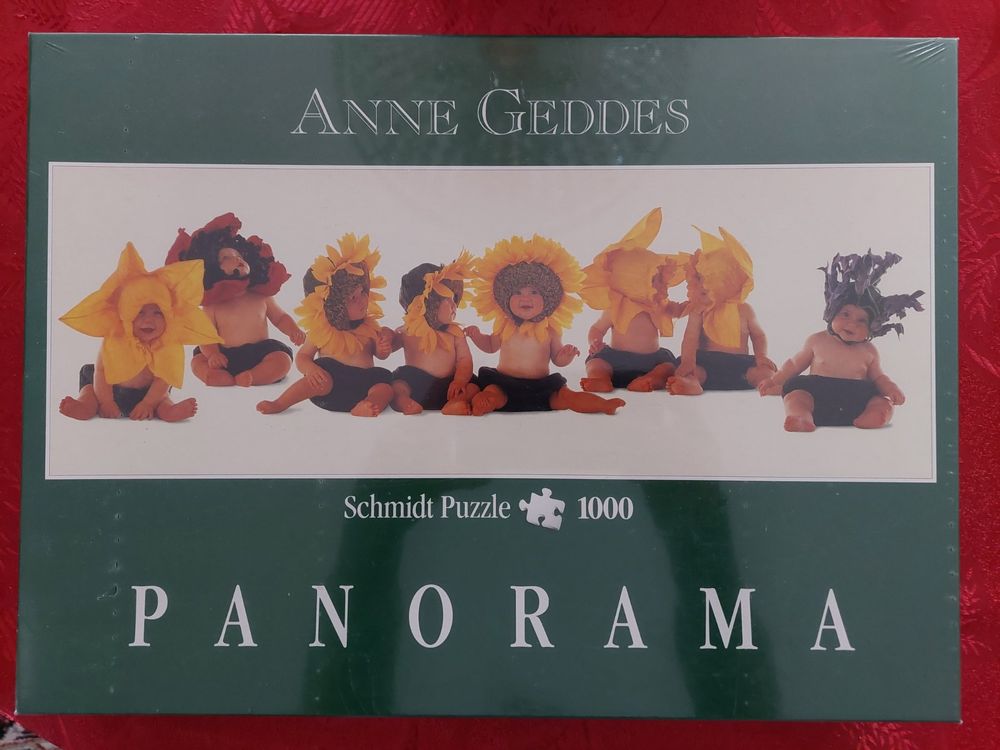 ANNE GEDDES
Schmidt Puzzle 1000
PANORAMA